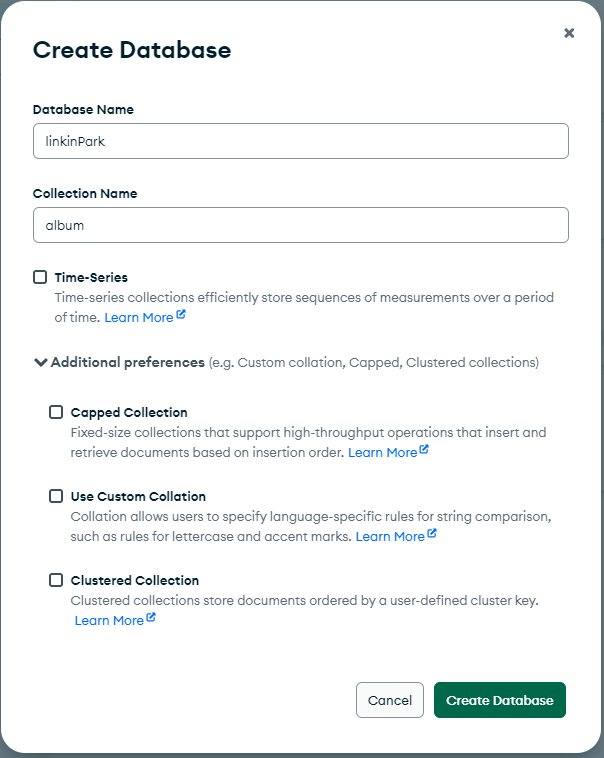 Create Database
Database Name
linkinPark
Collection Name
album
Time-Series
Time-series collections efficiently store sequences of measurements over a period
of time. Learn More
Additional preferences (e.g. Custom collation, Capped, Clustered collections)
Capped Collection
Fixed-size collections that support high-throughput operations that insert and
retrieve documents based on insertion order. Learn More
Use Custom Collation
Collation allows users to specify language-specific rules for string comparison,
such as rules for lettercase and accent marks. Learn More
Clustered Collection
Clustered collections store documents ordered by a user-defined cluster key.
Learn More
Cancel Create Database